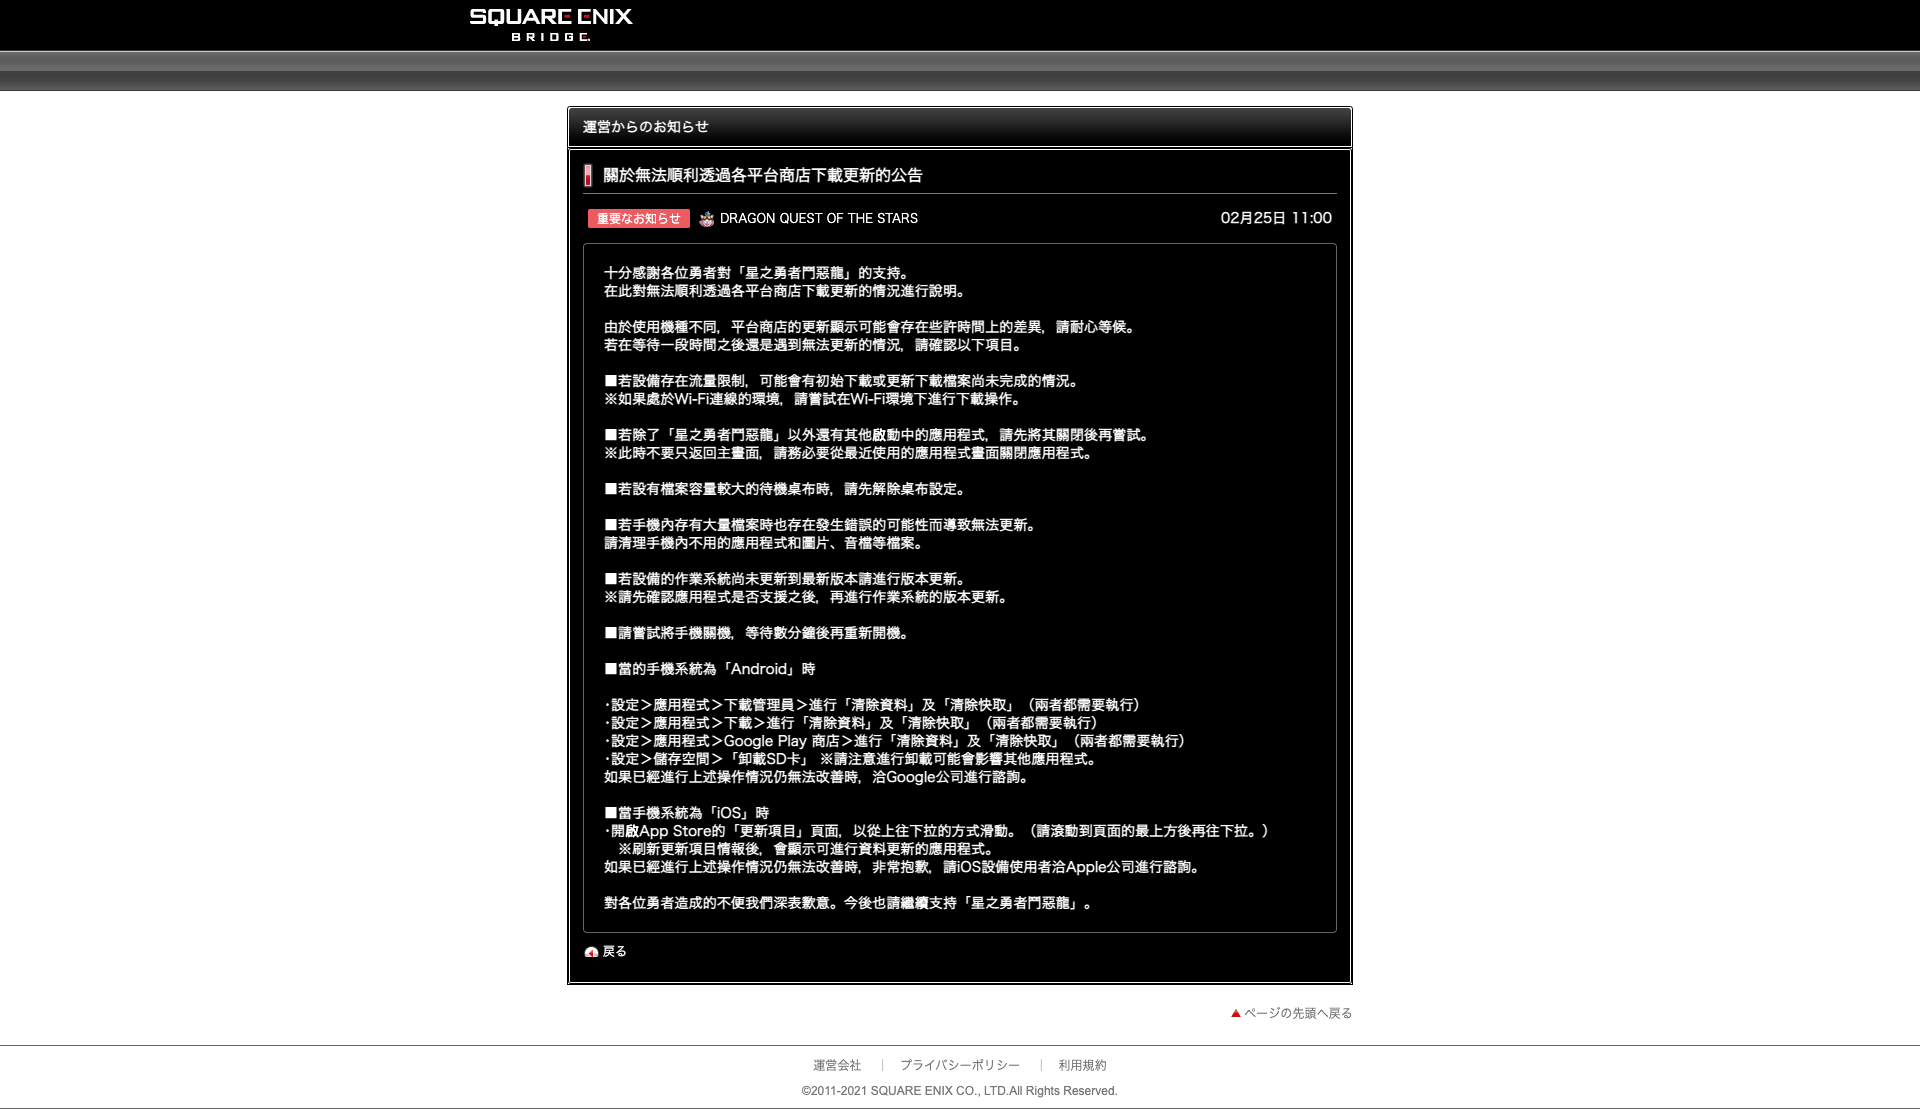 SQUARE ENIX
BRIDGE.
運営からのお知らせ
關於無法順利透過各平台商店下載更新的公告
重要なお知らせ DRAGON QUEST OF THE STARS 02月25日 11:00
十分感謝各位勇者對「星之勇者鬥惡龍」的支持。
在此對無法順利透過各平台商店下載更新的情況進行說明。
由於使用機種不同，平台商店的更新顯示可能會存在些許時間上的差異，請耐心等候。
若在等待一段時間之後還是遇到無法更新的情況，請確認以下項目。
■若設備存在流量限制，可能會有初始下載或更新下載檔案尚未完成的情況。
※如果處於Wi-Fi連線的環境，請嘗試在Wi-Fi環境下進行下載操作。
■若除了「星之勇者鬥惡龍」以外還有其他啟動中的應用程式，請先將其關閉後再嘗試。
※此時不要只返回主畫面，請務必要從最近使用的應用程式畫面關閉應用程式。
■若設有檔案容量較大的待機桌布時，請先解除桌布設定。
■若手機內存有大量檔案時也存在發生錯誤的可能性而導致無法更新。
請清理手機內不用的應用程式和圖片、音檔等檔案。
■若設備的作業系統尚未更新到最新版本請進行版本更新。
※請先確認應用程式是否支援之後，再進行作業系統的版本更新。
■請嘗試將手機關機，等待數分鐘後再重新開機。
■當的手機系統為「Android」時
･設定＞應用程式＞下載管理員＞進行「清除資料」及「清除快取」（兩者都需要執行）
･設定＞應用程式＞下載＞進行「清除資料」及「清除快取」（兩者都需要執行）
･設定＞應用程式＞Google Play 商店＞進行「清除資料」及「清除快取」（兩者都需要執行）
･設定＞儲存空間＞「卸載SD卡」 ※請注意進行卸載可能會影響其他應用程式。
如果已經進行上述操作情況仍無法改善時，洽Google公司進行諮詢。
■當手機系統為「iOS」時
･開啟App Store的「更新項目」頁面，以從上往下拉的方式滑動。（請滾動到頁面的最上方後再往下拉。）
　※刷新更新項目情報後，會顯示可進行資料更新的應用程式。
如果已經進行上述操作情況仍無法改善時，非常抱歉，請iOS設備使用者洽Apple公司進行諮詢。
對各位勇者造成的不便我們深表歉意。今後也請繼續支持「星之勇者鬥惡龍」。
戻る
ページの先頭へ戻る
運営会社 ｜ プライバシーポリシー ｜ 利用規約
©2011-2021 SQUARE ENIX CO., LTD.All Rights Reserved.